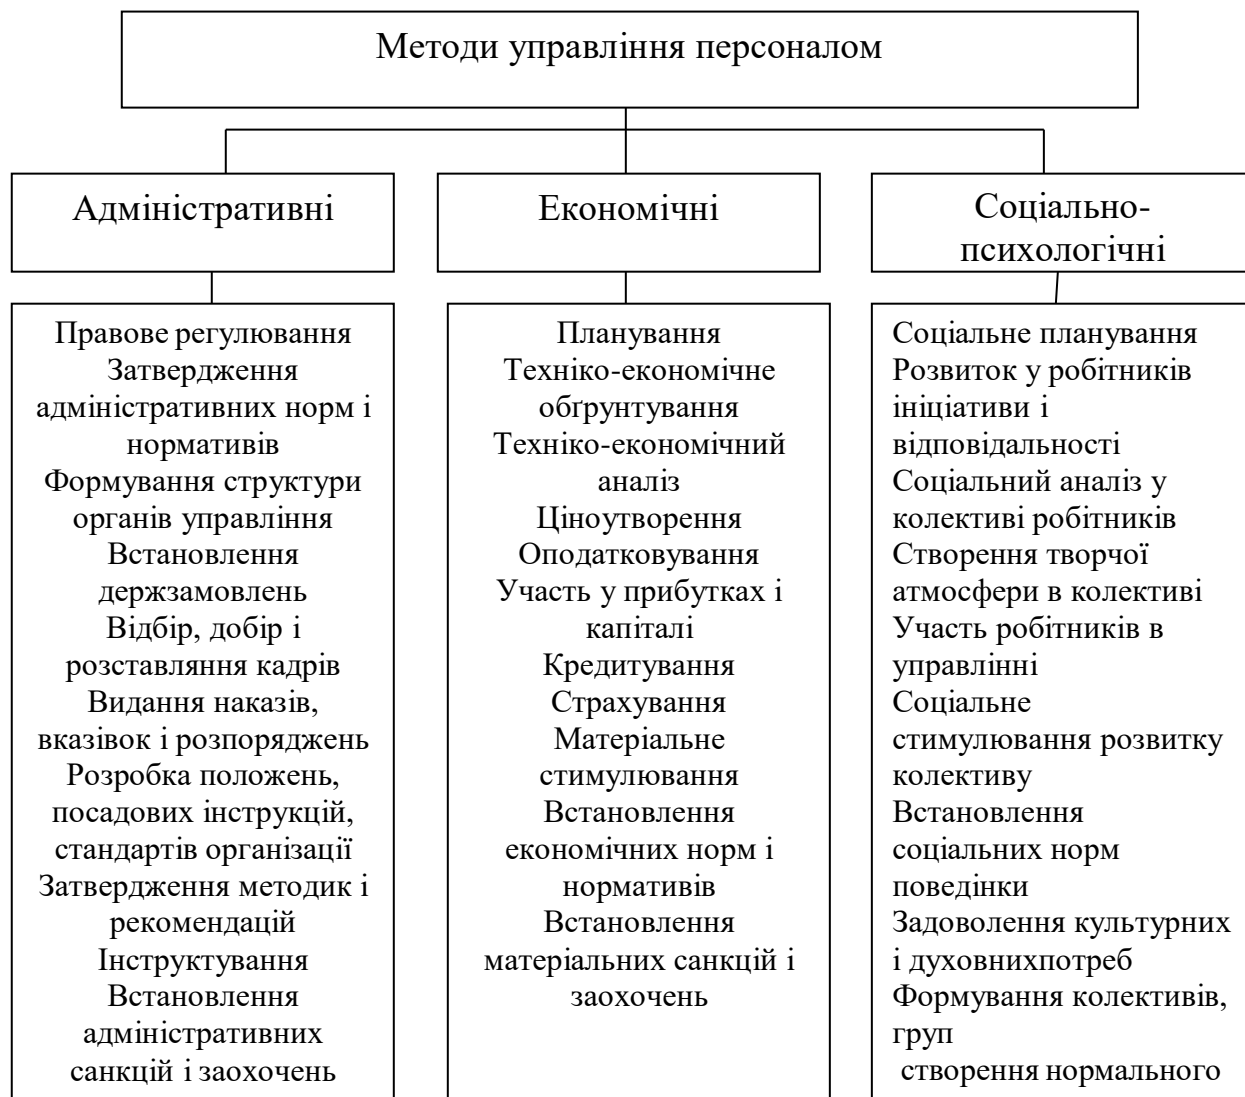 Методи управління персоналом
Адміністративні
Економічні
Соціально-
психологічні
Правове регулювання
Затвердження
адміністративних норм і
нормативів
Формування структури
органів управління
Встановлення
держзамовлень
Відбір, добір і
розставляння кадрів
Видання наказів,
вказівок і розпоряджень
Розробка положень,
посадових інструкцій,
стандартів організації
Затвердження методик і
рекомендацій
Інструктування
Встановлення
адміністративних
санкцій і заохочень
Планування
Техніко-економічне
обґрунтування
Техніко-економічний
аналіз
Ціноутворення
Оподатковування
Участь у прибутках і
капіталі
Кредитування
Страхування
Матеріальне
стимулювання
Встановлення
економічних норм і
нормативів
Встановлення
матеріальних санкцій і
заохочень
Соціальне планування
Розвиток у робітників
ініціативи і
відповідальності
Соціальний аналіз у
колективі робітників
Створення творчої
атмосфери в колективі
Участь робітників в
управлінні
Соціальне
стимулювання розвитку
колективу
Встановлення
соціальних норм
поведінки
Задоволення культурних
і духовнихпотреб
Формування колективів,
груп
створення нормального